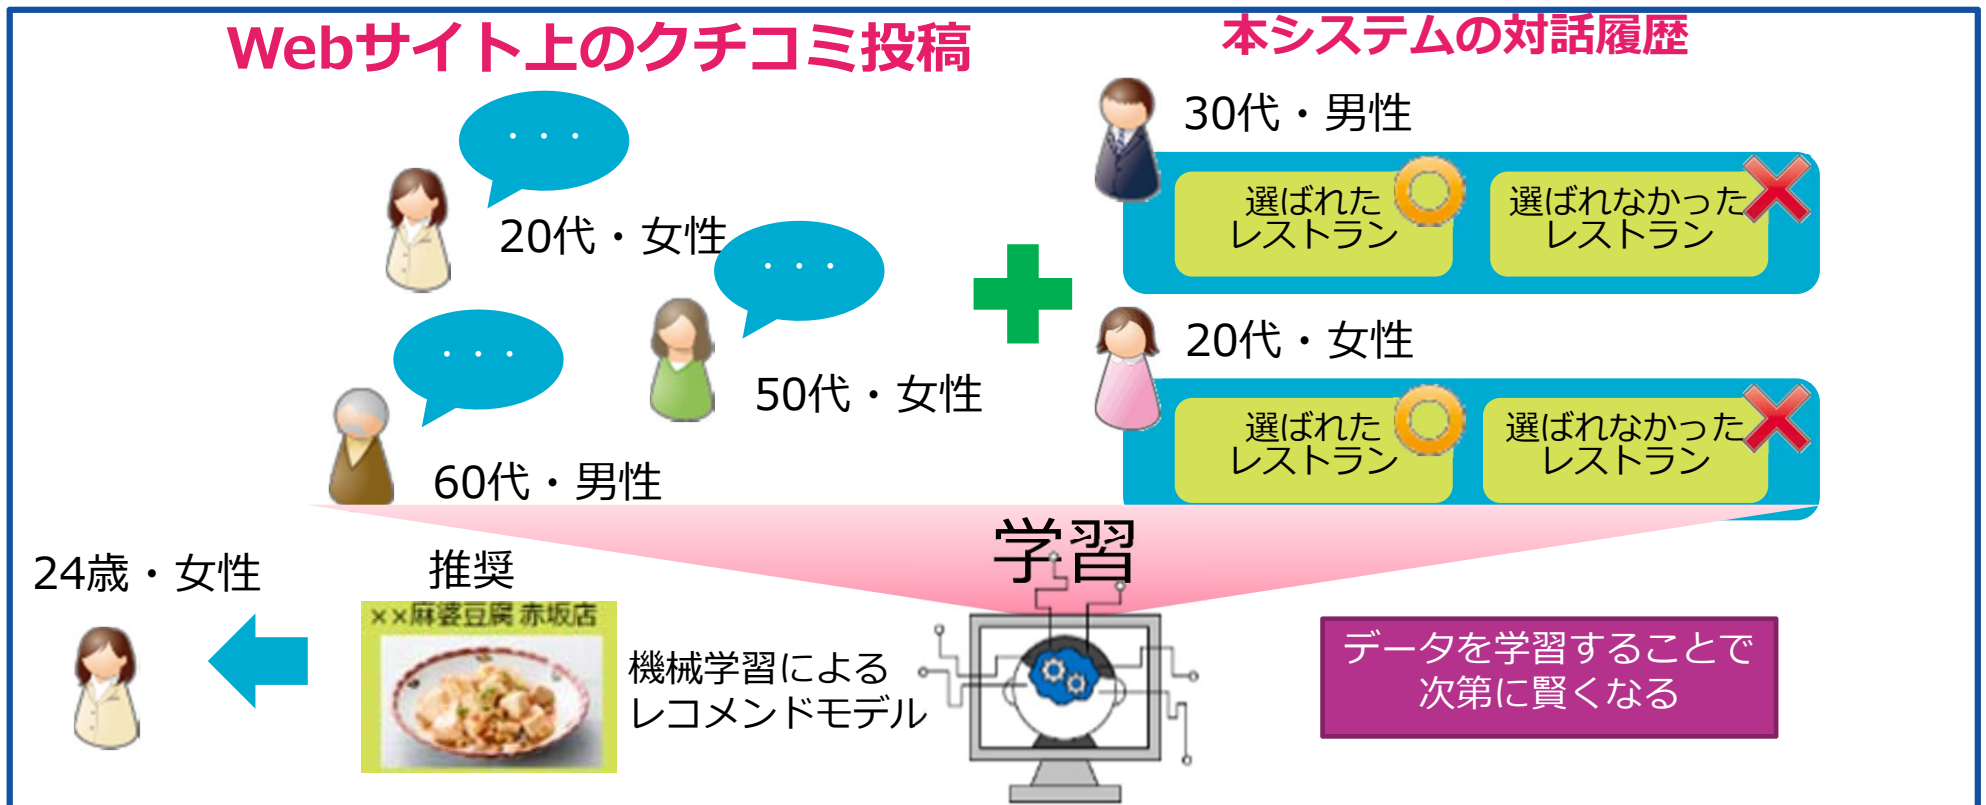 Webサイト上のクチコミ投稿
本システムの対話履歴
・・・
20代・女性
・・・
50代・女性
・・・
60代・男性
30代・男性
選ばれた
レストラン
選ばれなかった
レストラン
20代・女性
選ばれた
レストラン
選ばれなかった
レストラン
学習
24歳・女性
推奨
××麻婆豆腐 赤坂店
機械学習による
レコメンドモデル
データを学習することで
次第に賢くなる